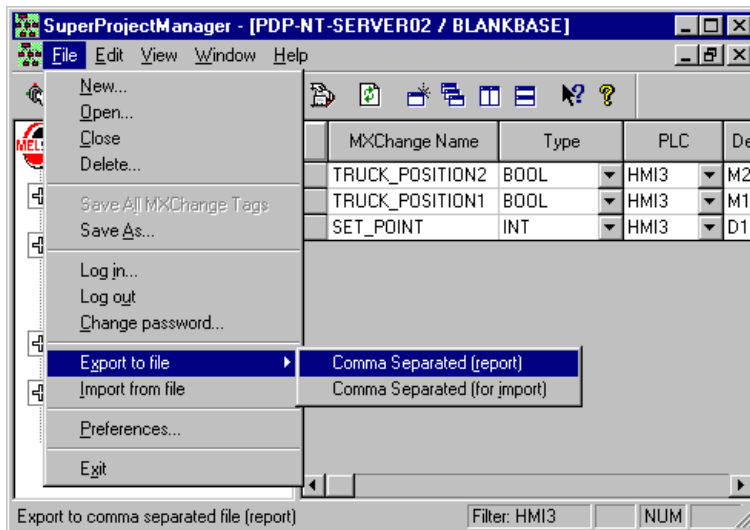 SuperProjectManager - [PDP-NT-SERVER02 / BLANKBASE]
File Edit View Window Help
New...
Open...
Close
Delete...
Save All MXChange Tags
Save As...
Log in...
Log out
Change password...
Export to file
Import from file
Preferences...
Exit
Comma Separated (report)
Comma Separated (for import)
MXChange Name Type PLC De
TRUCK_POSITION2 BOOL HMI3 M2
TRUCK_POSITION1 BOOL HMI3 M1
SET_POINT INT HMI3 D1
Export to comma separated file (report) Filter: HMI3 NUM